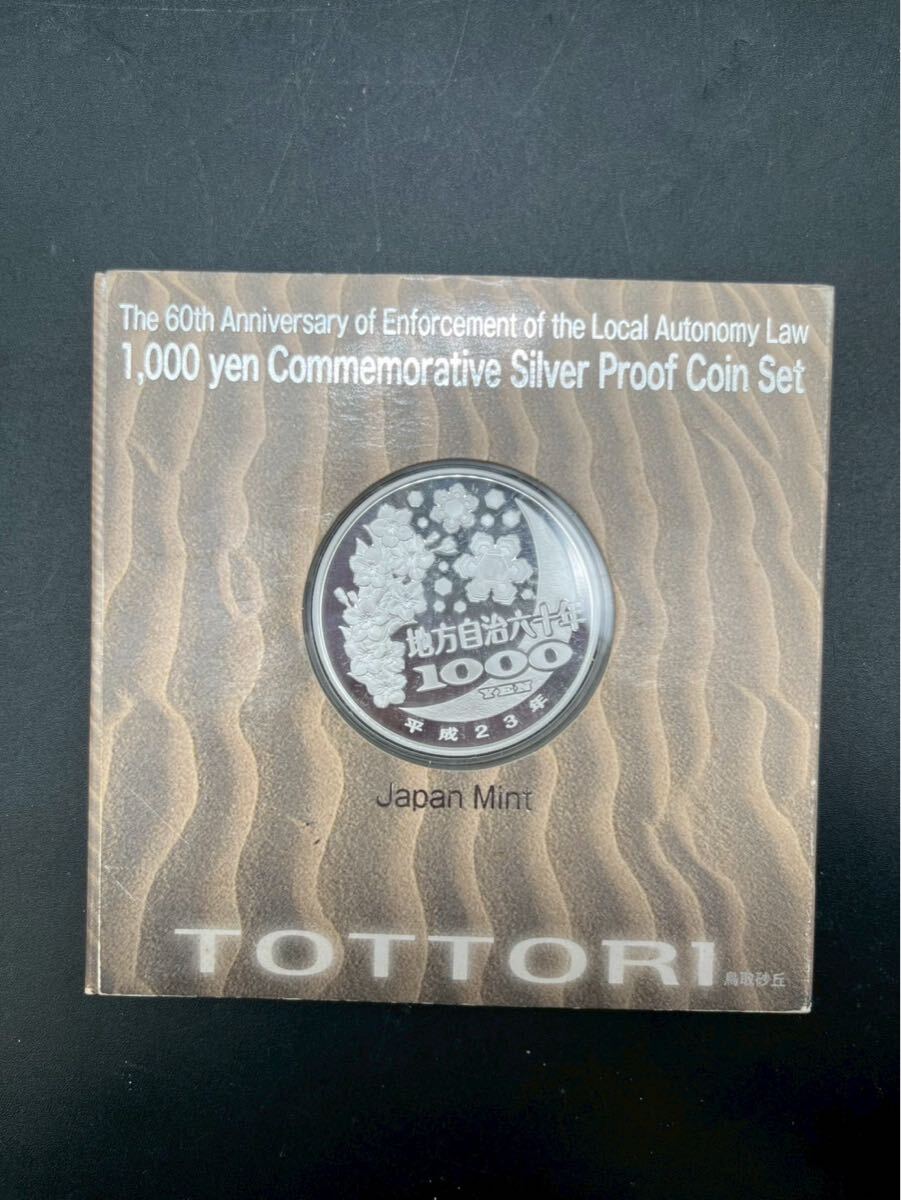 The 60th Anniversary of Enforcement of the Local Autonomy Law
1,000 yen Commemorative Silver Proof Coin Set
地方自治六十年
1000
YEN
平成23年
Japan Mint
TOTTORI
鳥取砂丘